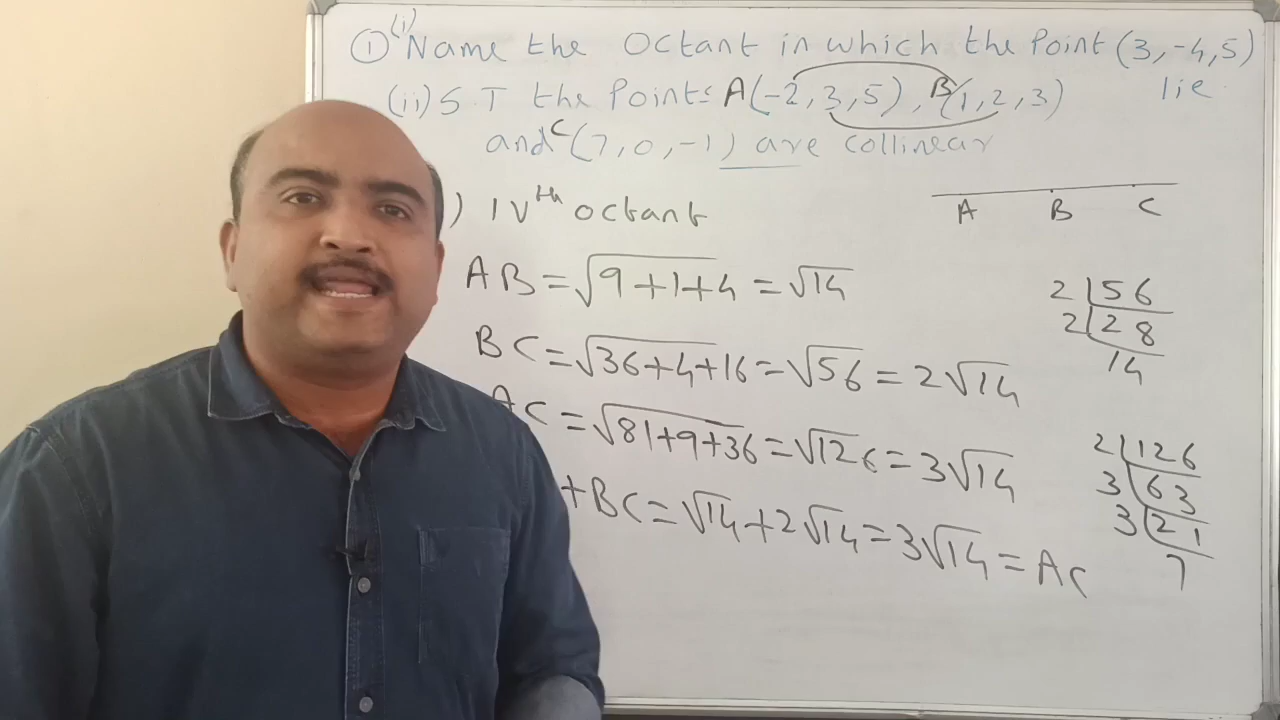 ① (i) Name the Octant in which the Point (3,-4,5) lie
(ii) S.T the Points A(-2,3,5), B(1,2,3)
and C(7,0,-1) are collinear
) IVth octant
A B C
AB=√9+1+4=√14
BC=√36+4+16=√56=2√14
AC=√81+9+36=√126=3√14
+BC=√14+2√14=3√14=AC
2 56
2 28
14
2 126
3 63
3 21
7